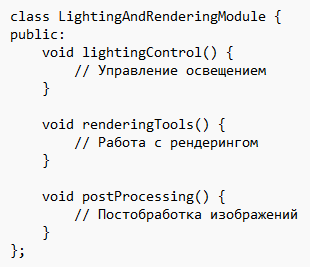 class LightingAndRenderingModule {
public:
    void lightingControl() {
        // Управление освещением
    }

    void renderingTools() {
        // Работа с рендерингом
    }

    void postProcessing() {
        // Постобработка изображений
    }
};